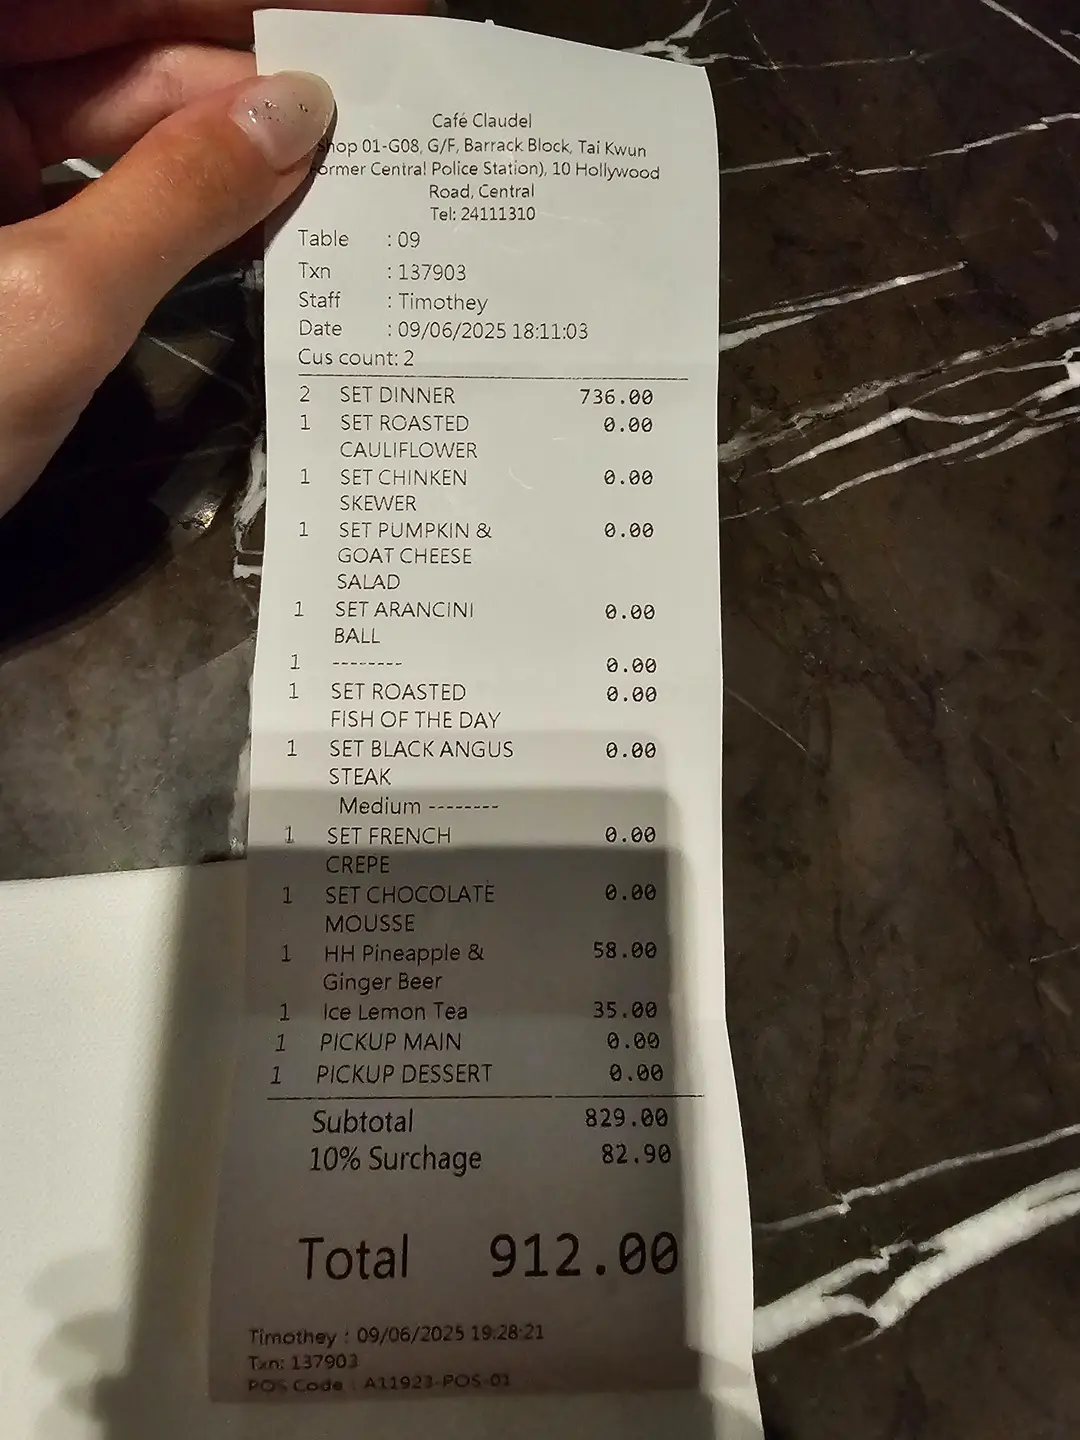 Café Claudel
Shop 01-G08, G/F, Barrack Block, Tai Kwun
ormer Central Police Station), 10 Hollywood
Road, Central
Tel: 24111310
Table : 09
Txn : 137903
Staff : Timothey
Date : 09/06/2025 18:11:03
Cus count: 2
2 SET DINNER 736.00
1 SET ROASTED 0.00
CAULIFLOWER
1 SET CHINKEN 0.00
SKEWER
1 SET PUMPKIN & 0.00
GOAT CHEESE
SALAD
1 SET ARANCINI 0.00
BALL
1 -------- 0.00
1 SET ROASTED 0.00
FISH OF THE DAY
1 SET BLACK ANGUS 0.00
STEAK
Medium --------
1 SET FRENCH 0.00
CREPE
1 SET CHOCOLATE 0.00
MOUSSE
1 HH Pineapple & 58.00
Ginger Beer
1 Ice Lemon Tea 35.00
1 PICKUP MAIN 0.00
1 PICKUP DESSERT 0.00
Subtotal 829.00
10% Surchage 82.90
Total 912.00
Timothey : 09/06/2025 19:28:21
Txn: 137903
POS Code : A11923-POS-01